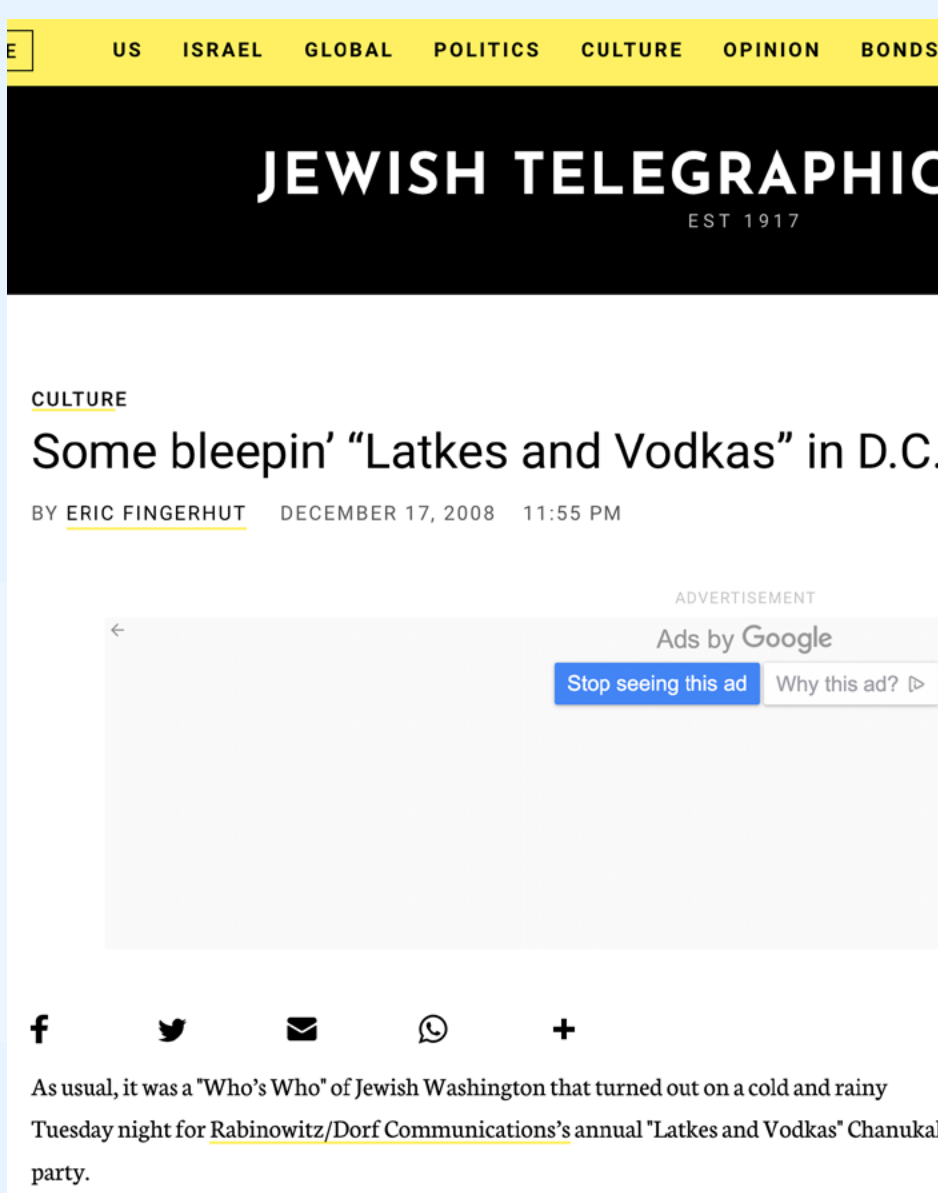 E US ISRAEL GLOBAL POLITICS CULTURE OPINION BONDS
JEWISH TELEGRAPHIC
EST 1917
CULTURE
Some bleepin’ “Latkes and Vodkas” in D.C.
BY ERIC FINGERHUT DECEMBER 17, 2008 11:55 PM
ADVERTISEMENT
Ads by Google
Stop seeing this ad Why this ad?
As usual, it was a "Who’s Who" of Jewish Washington that turned out on a cold and rainy
Tuesday night for Rabinowitz/Dorf Communications’s annual "Latkes and Vodkas" Chanukah
party.